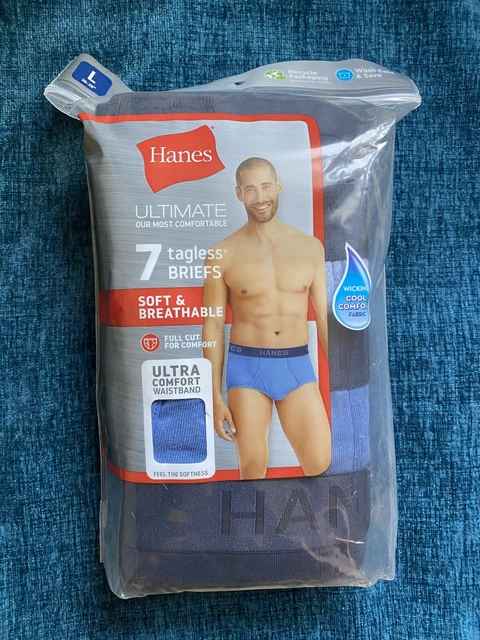 L
Recycle
Packaging
Wash Cool
& Save
Hanes
ULTIMATE
OUR MOST COMFORTABLE
7 tagless®
BRIEFS
SOFT &
BREATHABLE
FULL CUT
FOR COMFORT
WICKING
COOL
COMFORT
FABRIC
HANES
ULTRA
COMFORT
WAISTBAND
FEEL THE SOFTNESS
HAN